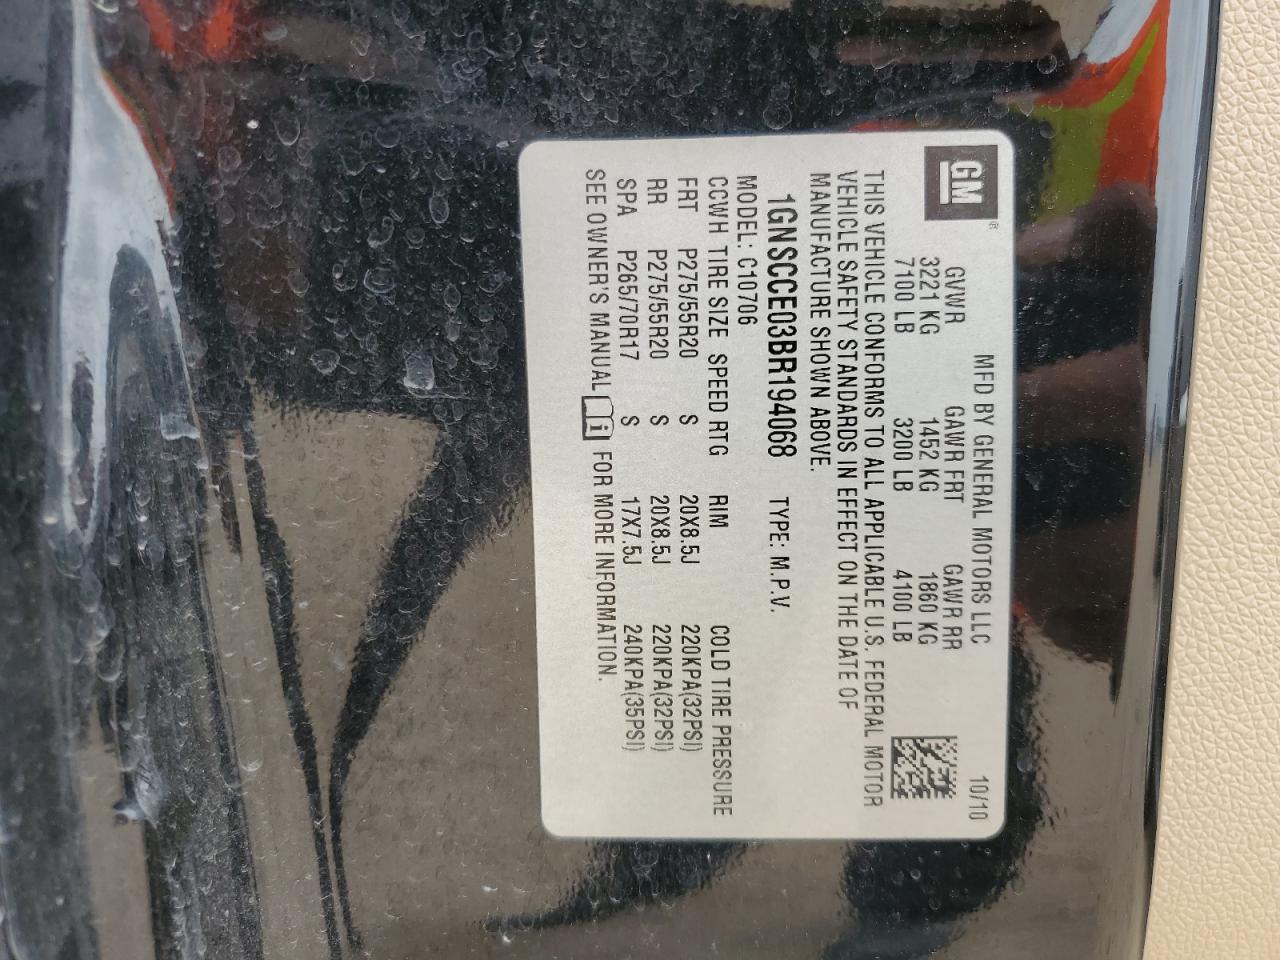 GM®
MFD BY GENERAL MOTORS LLC 10/10
GVWR GAWR FRT GAWR RR
3221 KG 1452 KG 1860 KG
7100 LB 3200 LB 4100 LB
THIS VEHICLE CONFORMS TO ALL APPLICABLE U.S. FEDERAL MOTOR
VEHICLE SAFETY STANDARDS IN EFFECT ON THE DATE OF
MANUFACTURE SHOWN ABOVE.
1GNSCCE03BR194068 TYPE: M.P.V.
MODEL: C10706
CCWH TIRE SIZE SPEED RTG RIM COLD TIRE PRESSURE
FRT P275/55R20 S 20X8.5J 220KPA(32PSI)
RR P275/55R20 S 20X8.5J 220KPA(32PSI)
SPA P265/70R17 S 17X7.5J 240KPA(35PSI)
SEE OWNER'S MANUAL i FOR MORE INFORMATION.